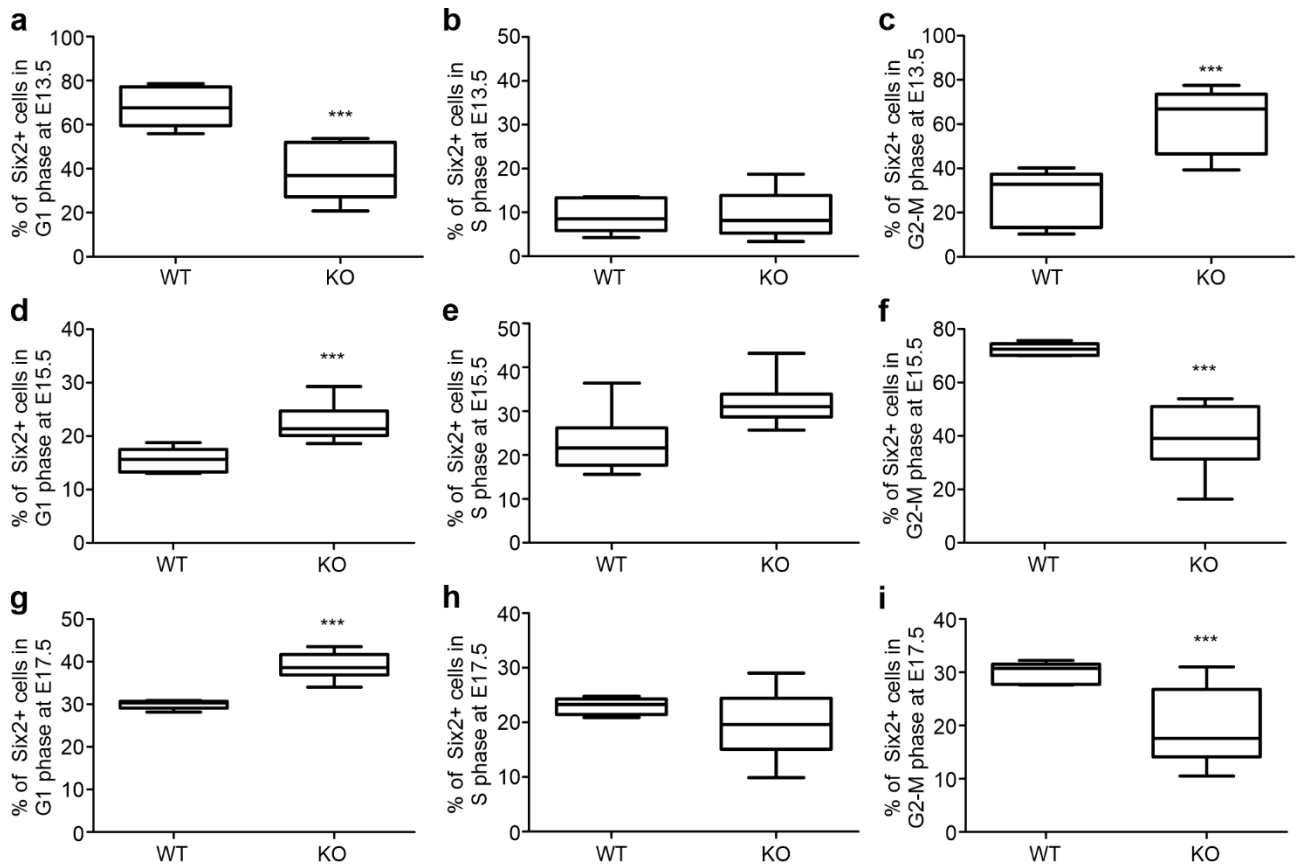 a
% of Six2+ cells in
G1 phase at E13.5
100
80
60
40
20
0
***
WT KO
b
% of Six2+ cells in
S phase at E13.5
50
40
30
20
10
0
WT KO
c
% of Six2+ cells in
G2-M phase at E13.5
100
80
60
40
20
0
***
WT KO
d
% of Six2+ cells in
G1 phase at E15.5
40
30
20
10
0
***
WT KO
e
% of Six2+ cells in
S phase at E15.5
50
40
30
20
10
0
WT KO
f
% of Six2+ cells in
G2-M phase at E15.5
80
60
40
20
0
***
WT KO
g
% of Six2+ cells in
G1 phase at E17.5
50
40
30
20
10
0
***
WT KO
h
% of Six2+ cells in
S phase at E17.5
40
30
20
10
0
WT KO
i
% of Six2+ cells in
G2-M phase at E17.5
40
30
20
10
0
***
WT KO